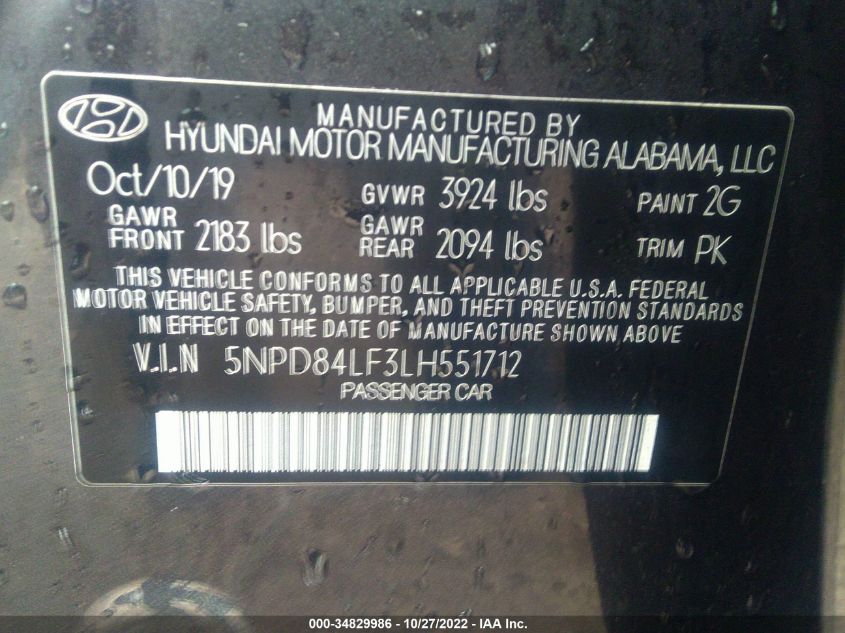 MANUFACTURED BY
HYUNDAI MOTOR MANUFACTURING ALABAMA, LLC
Oct/10/19 GVWR 3924 lbs PAINT 2G
GAWR FRONT 2183 lbs GAWR REAR 2094 lbs TRIM PK
THIS VEHICLE CONFORMS TO ALL APPLICABLE U.S.A. FEDERAL
MOTOR VEHICLE SAFETY, BUMPER, AND THEFT PREVENTION STANDARDS
IN EFFECT ON THE DATE OF MANUFACTURE SHOWN ABOVE
V.I.N 5NPD84LF3LH551712
PASSENGER CAR
000-34829986 - 10/27/2022 - IAA Inc.